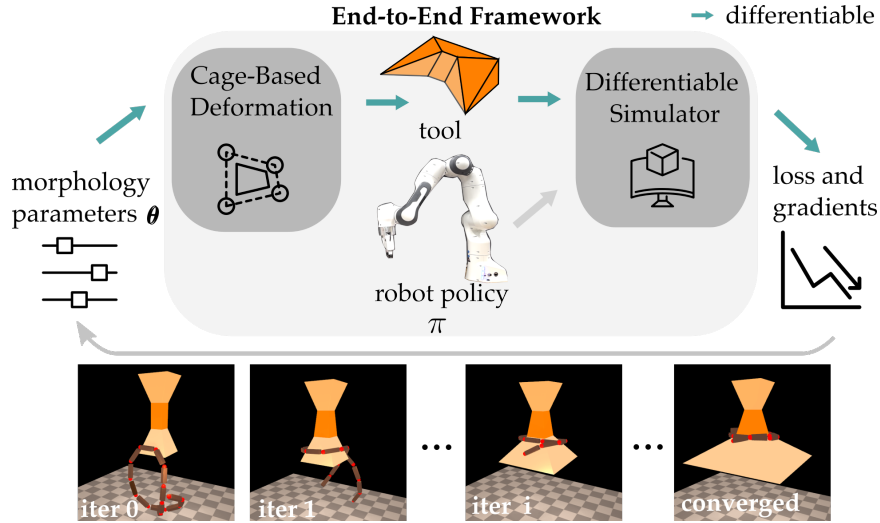 End-to-End Framework
differentiable
Cage-Based
Deformation
tool
Differentiable
Simulator
morphology
parameters θ
robot policy
π
loss and
gradients
...
...
iter 0
iter 1
iter i
converged